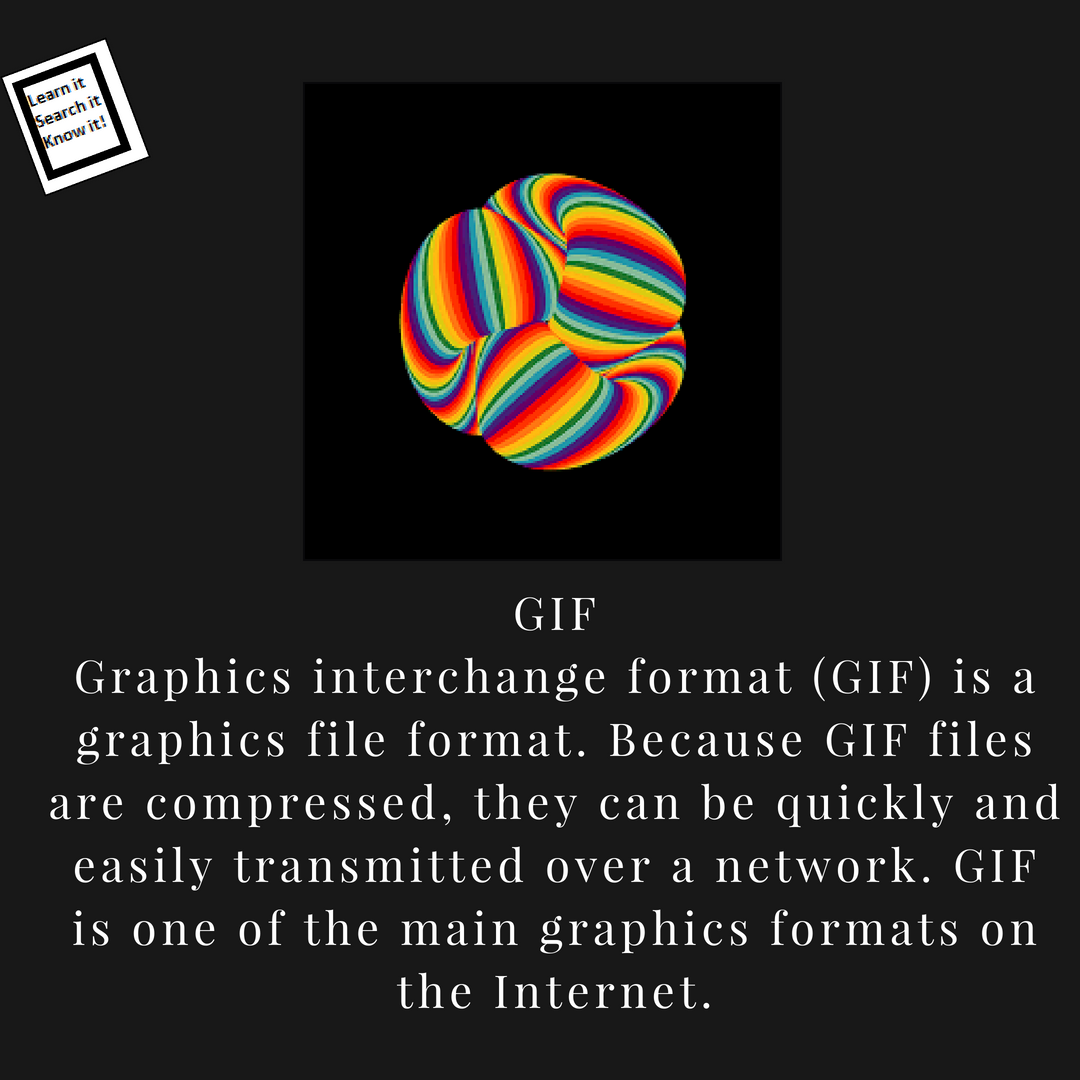 Learn it
Search it
Know it!
GIF
Graphics interchange format (GIF) is a
graphics file format. Because GIF files
are compressed, they can be quickly and
easily transmitted over a network. GIF
is one of the main graphics formats on
the Internet.